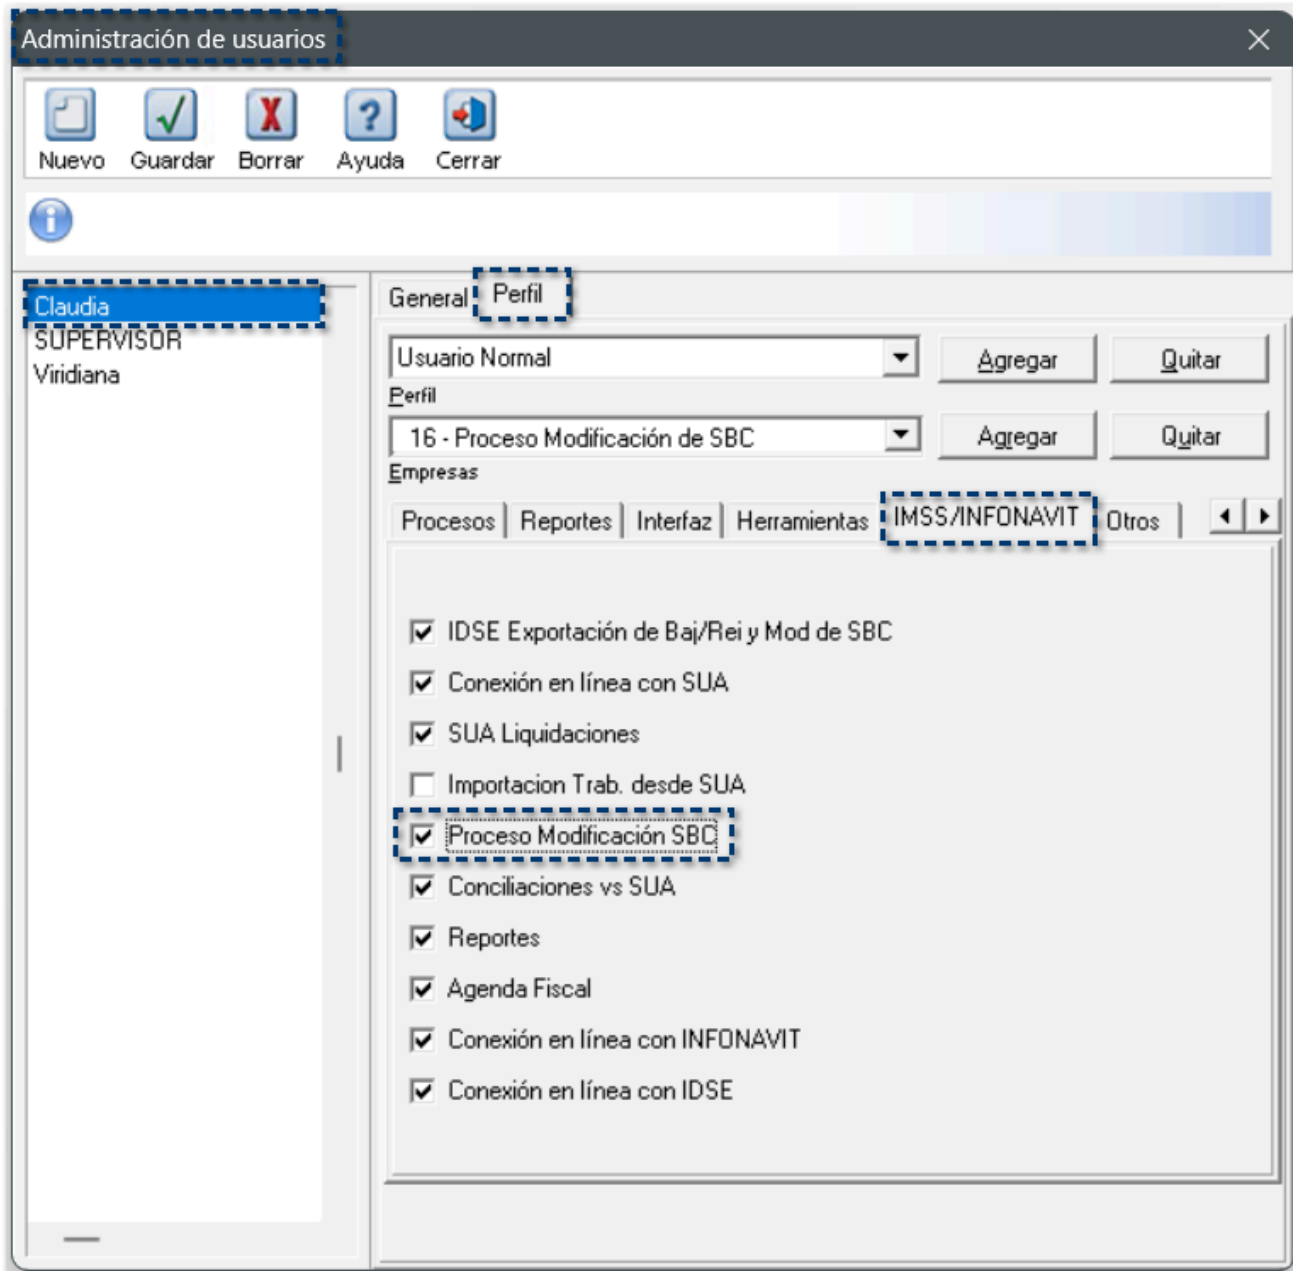 Administración de usuarios
Nuevo Guardar Borrar Ayuda Cerrar
Claudia
SUPERVISOR
Viridiana
General Perfil
Usuario Normal Agregar Quitar
Perfil
16 - Proceso Modificación de SBC Agregar Quitar
Empresas
Procesos Reportes Interfaz Herramientas IMSS/INFONAVIT Otros
IDSE Exportación de Baj/Rei y Mod de SBC
Conexión en línea con SUA
SUA Liquidaciones
Importacion Trab. desde SUA
Proceso Modificación SBC
Conciliaciones vs SUA
Reportes
Agenda Fiscal
Conexión en línea con INFONAVIT
Conexión en línea con IDSE